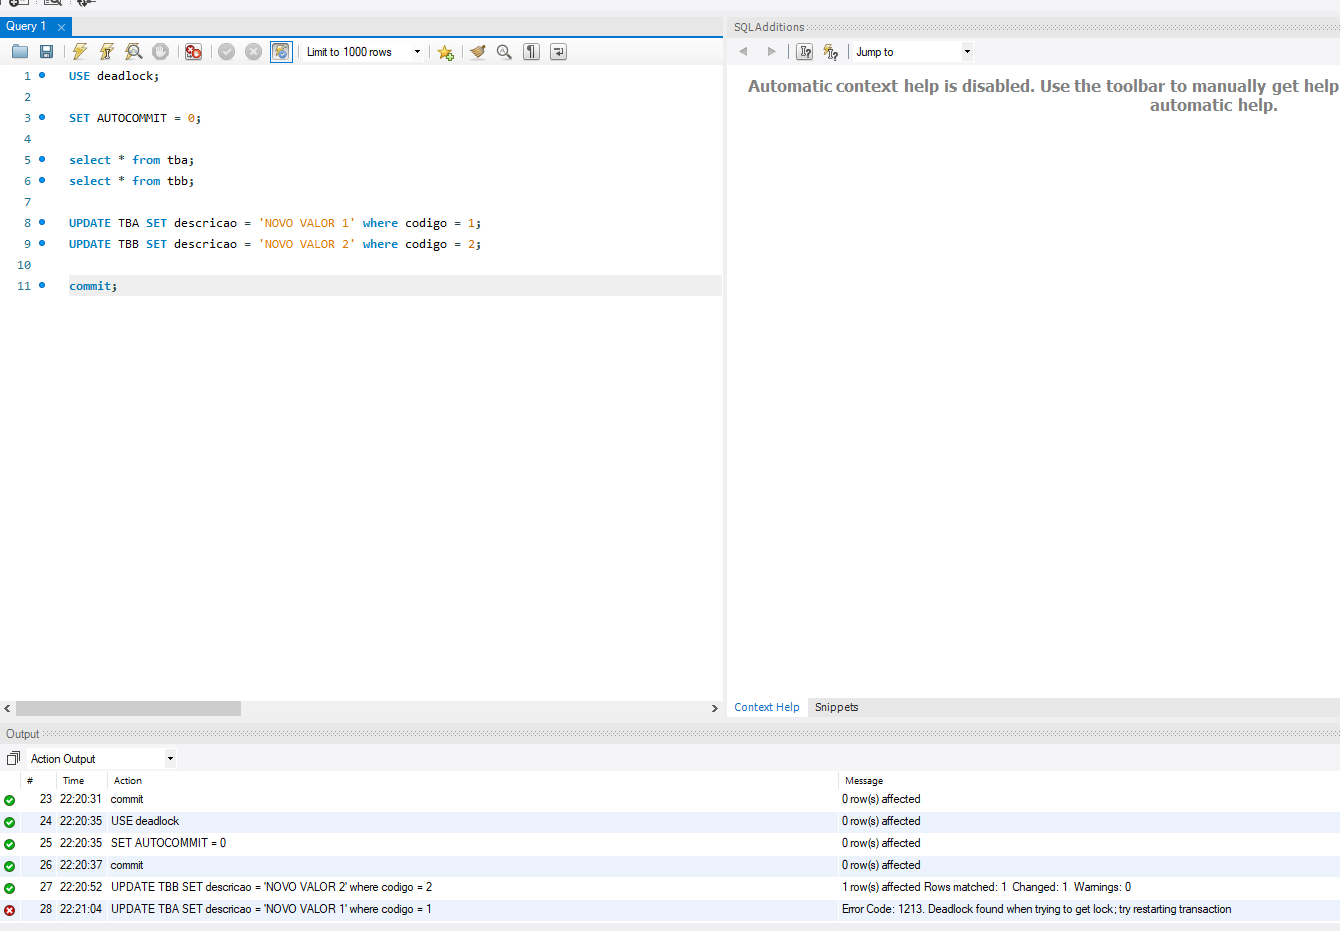 Query 1
Limit to 1000 rows
1 USE deadlock;
2
3 SET AUTOCOMMIT = 0;
4
5 select * from tba;
6 select * from tbb;
7
8 UPDATE TBA SET descricao = 'NOVO VALOR 1' where codigo = 1;
9 UPDATE TBB SET descricao = 'NOVO VALOR 2' where codigo = 2;
10
11 commit;
SQLAdditions
Jump to
Automatic context help is disabled. Use the toolbar to manually get help
automatic help.
Context Help Snippets
Output
Action Output
# Time Action Message
23 22:20:31 commit 0 row(s) affected
24 22:20:35 USE deadlock 0 row(s) affected
25 22:20:35 SET AUTOCOMMIT = 0 0 row(s) affected
26 22:20:37 commit 0 row(s) affected
27 22:20:52 UPDATE TBB SET descricao = 'NOVO VALOR 2' where codigo = 2 1 row(s) affected Rows matched: 1 Changed: 1 Warnings: 0
28 22:21:04 UPDATE TBA SET descricao = 'NOVO VALOR 1' where codigo = 1 Error Code: 1213. Deadlock found when trying to get lock; try restarting transaction